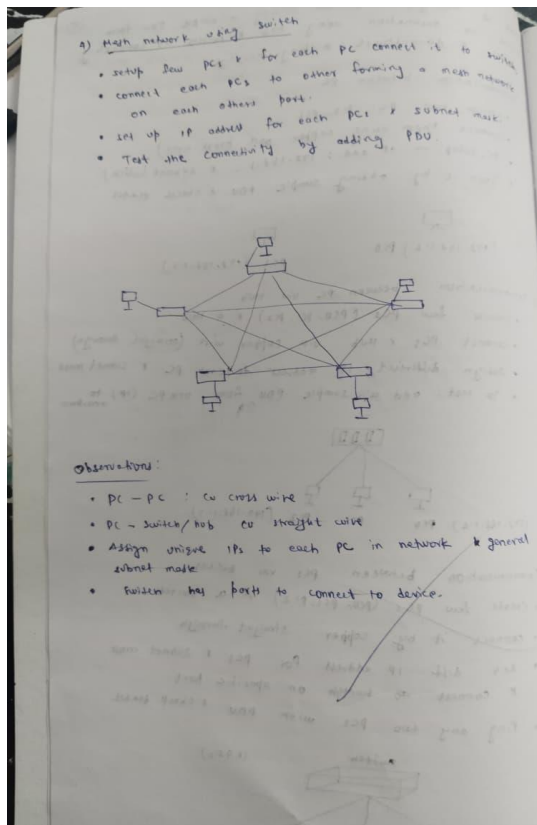 4) Mesh network using switch
• setup few PCs & for each PC connect it to switch
• connect each PCs to other forming a mesh network
on each others port.
• set up IP address for each PCs & subnet mask.
• Test the connectivity by adding PDU.
Observations:
• PC - PC : Cu cross wire
• PC - Switch/hub Cu straight wire
• Assign unique IPs to each PC in network & general
subnet mask
• Switch has ports to connect to device.